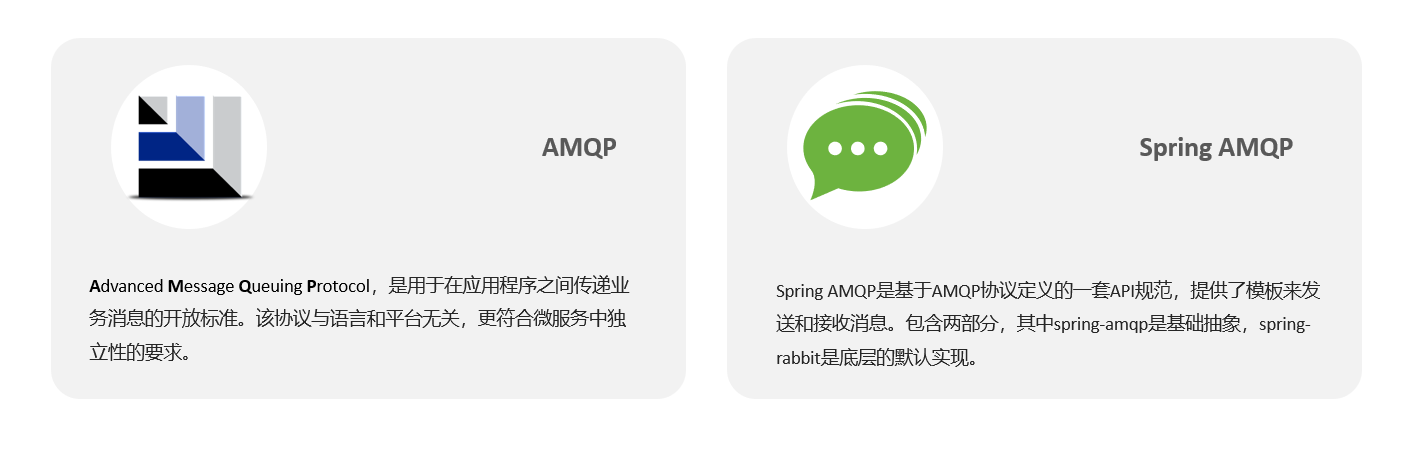 AMQP
Advanced Message Queuing Protocol，是用于在应用程序之间传递业
务消息的开放标准。该协议与语言和平台无关，更符合微服务中独
立性的要求。
Spring AMQP
Spring AMQP是基于AMQP协议定义的一套API规范，提供了模板来发
送和接收消息。包含两部分，其中spring-amqp是基础抽象，spring-
rabbit是底层的默认实现。